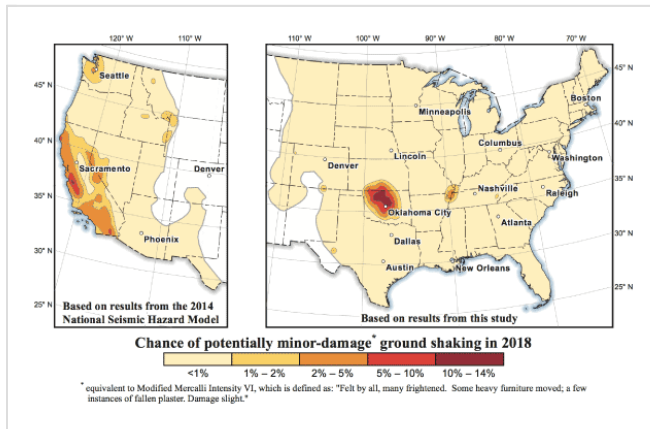 120° W
110° W
100° W
90° W
80° W
70° W
45° N
40° N
35° N
30° N
25° N
Seattle
Sacramento
Denver
Phoenix
Based on results from the 2014
National Seismic Hazard Model
45° N
40° N
35° N
30° N
25° N
Minneapolis
Boston
Columbus
Lincoln
Denver
Washington
Nashville
Raleigh
Oklahoma City
Atlanta
Dallas
Austin
New Orleans
Based on results from this study
Chance of potentially minor-damage* ground shaking in 2018
<1% 1% – 2% 2% – 5% 5% – 10% 10% – 14%
* equivalent to Modified Mercalli Intensity VI, which is defined as: "Felt by all, many frightened. Some heavy furniture moved; a few
instances of fallen plaster. Damage slight."